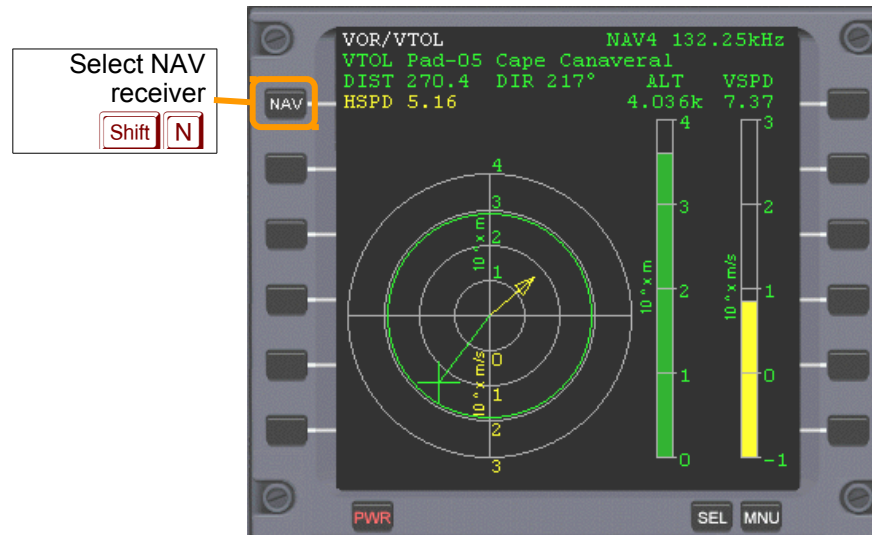 Select NAV
receiver
Shift N
NAV
VOR/VTOL NAV4 132.25kHz
VTOL Pad-05 Cape Canaveral
DIST 270.4 DIR 217° ALT VSPD
HSPD 5.16 4.036k 7.37
4
3
2
1
10^x m
0
1
2
3
10^x m/s
4
3
2
1
0
10^x m
3
2
1
0
-1
10^x m/s
PWR SEL MNU